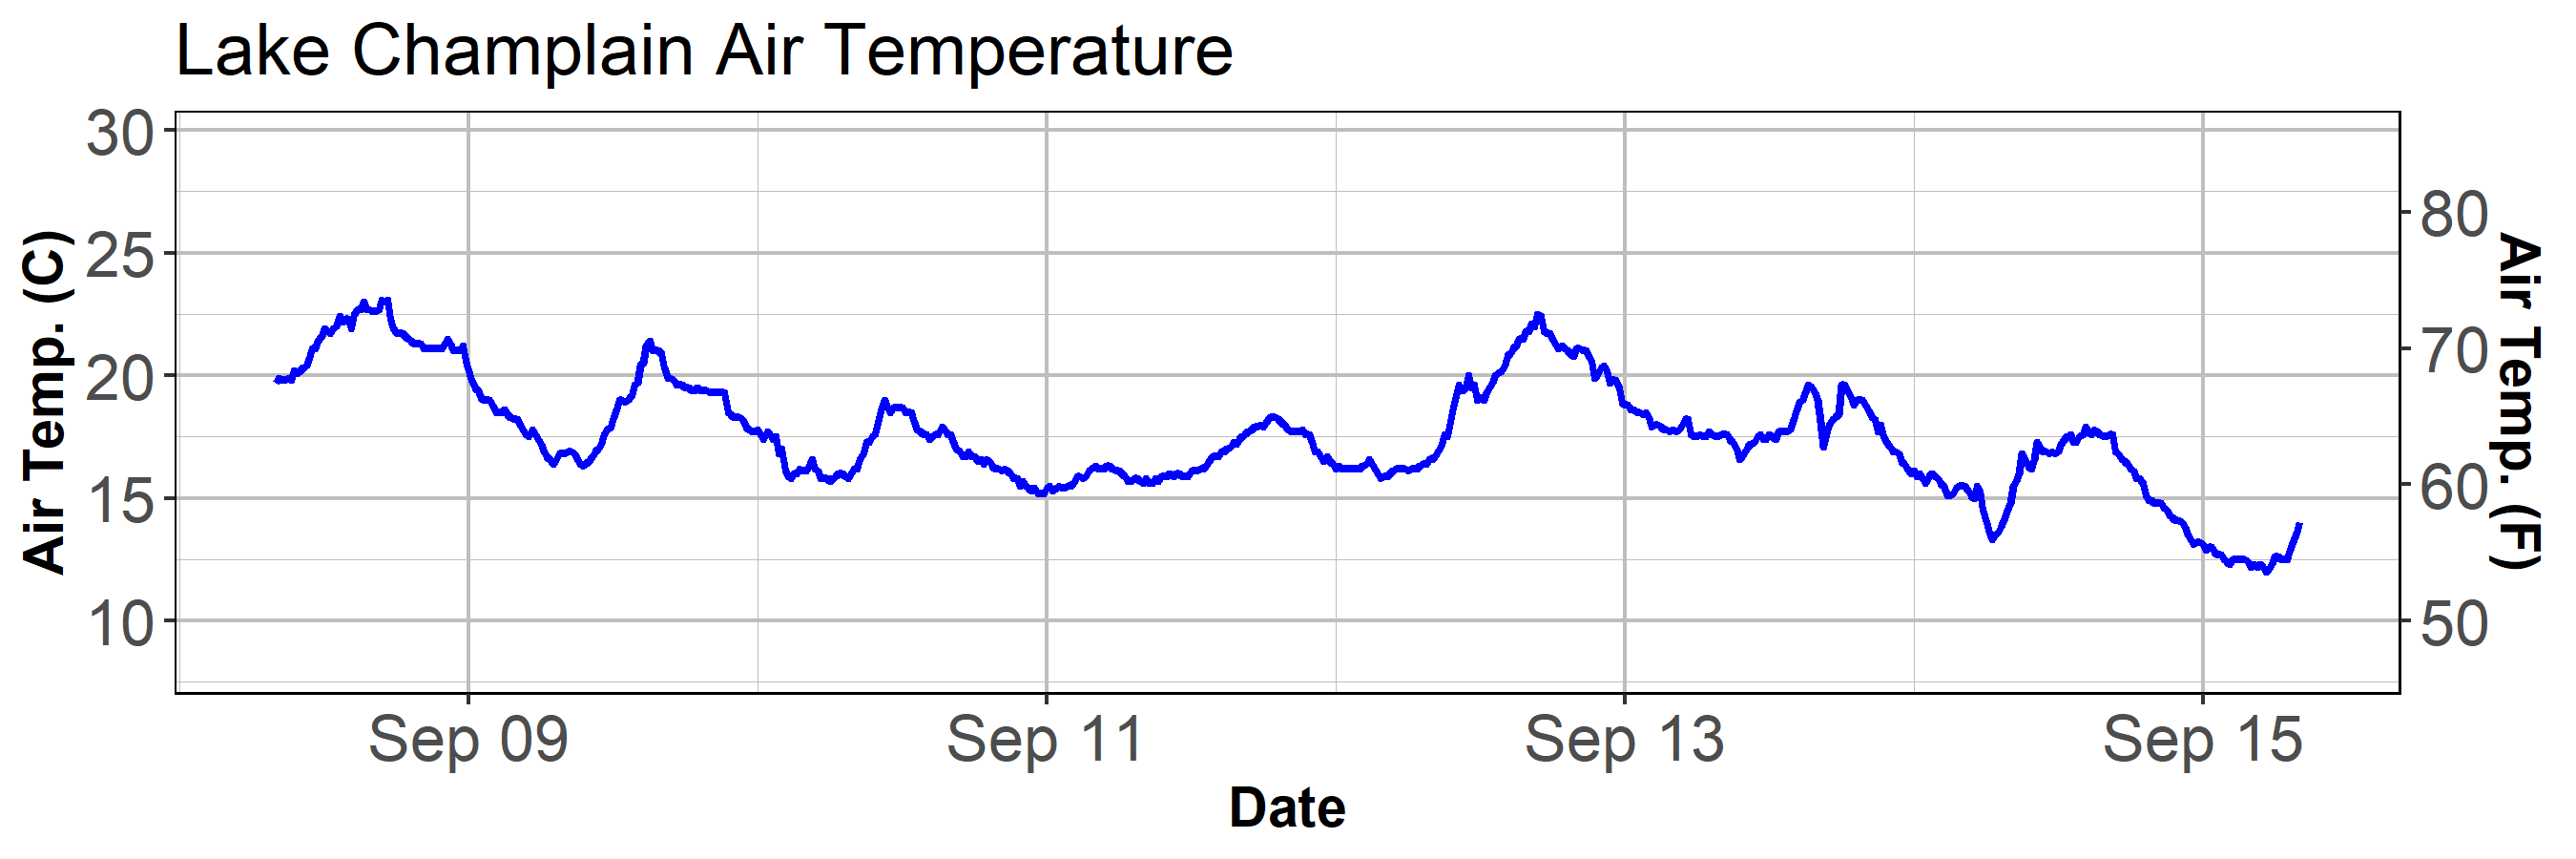 Lake Champlain Air Temperature
Air Temp. (C)
30
25
20
15
10
80
70
60
50
Air Temp. (F)
Sep 09
Sep 11
Sep 13
Sep 15
Date